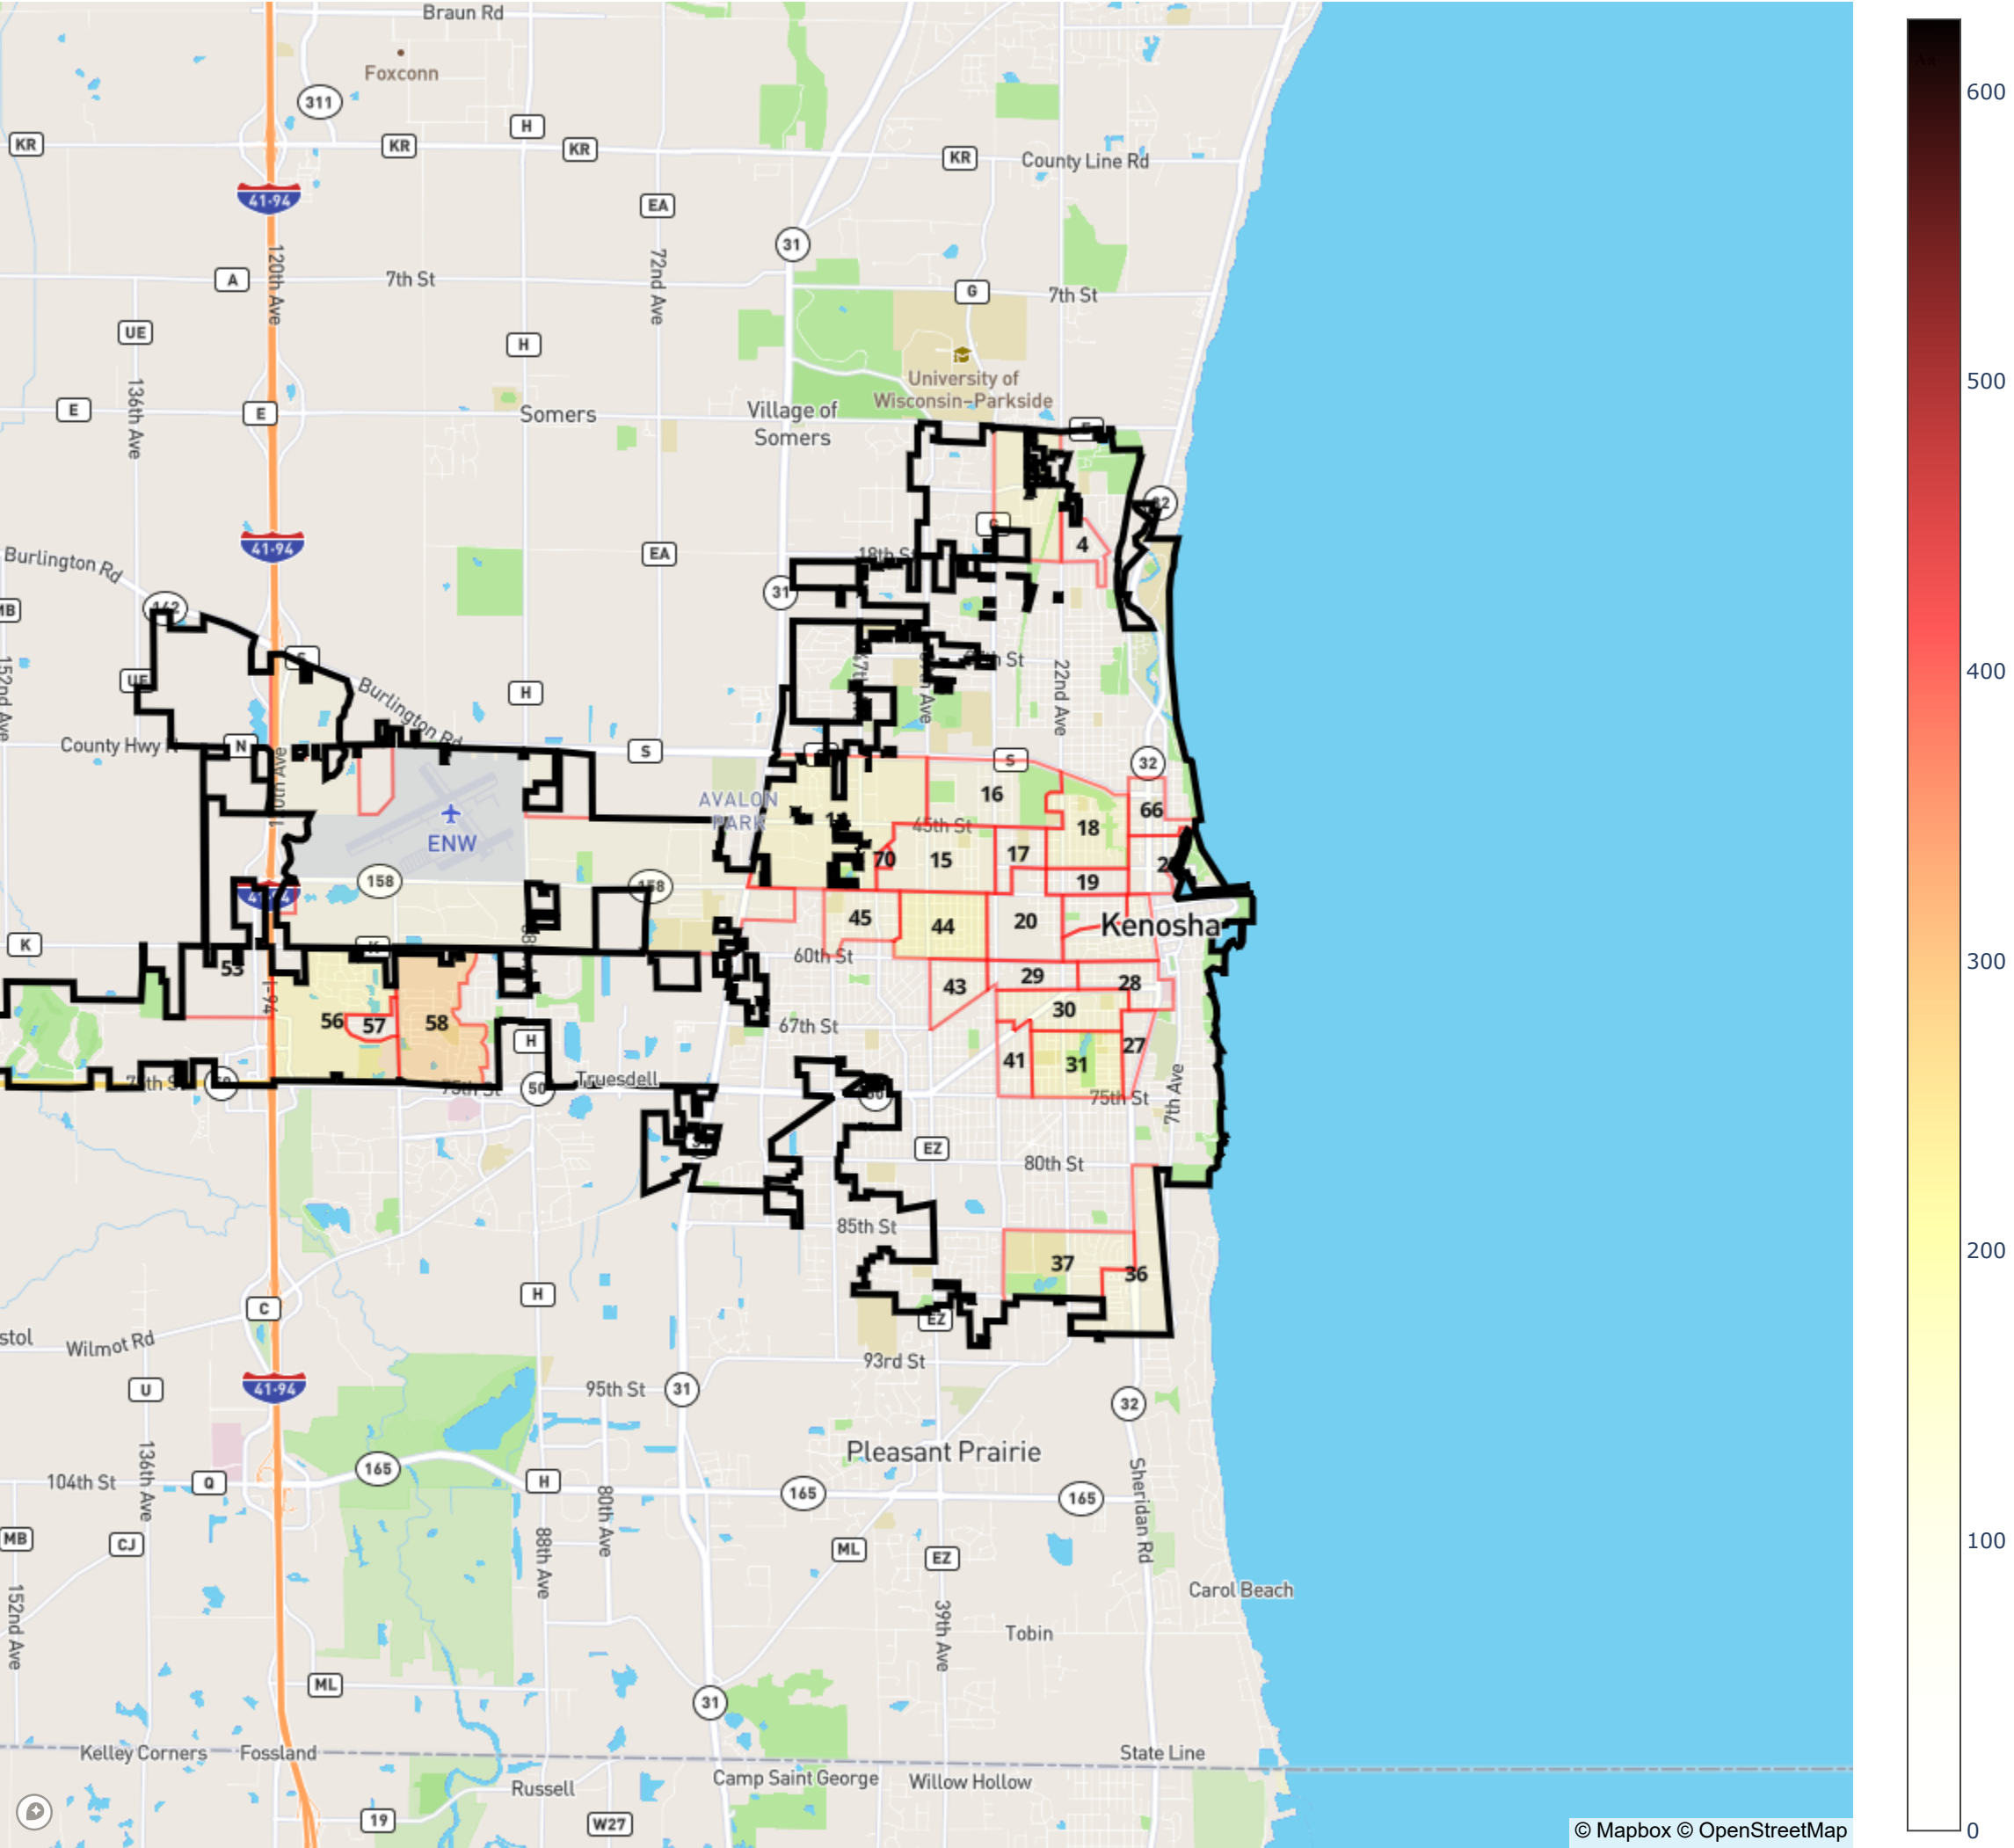 Braun Rd
Foxconn
311
H
KR
KR
KR
KR
County Line Rd
41-94
EA
31
120th Ave
72nd Ave
A
7th St
G
7th St
UE
H
University of
Wisconsin-Parkside
136th Ave
E
E
Somers
Village of
Somers
32
G
4
Burlington Rd
41-94
EA
18th St
31
142
UE
H
Burlington Rd
22nd Ave
County Hwy N
N
S
S
32
AVALON
PARK
16
66
ENW
45th St
18
70
15
17
158
158
19
41-94
45
44
20
Kenosha
K
60th St
53
I-94
43
29
28
56
57
58
67th St
30
H
27
41
31
50
75th St
50
Truesdell
75th St
7th Ave
EZ
80th St
85th St
37
36
C
H
EZ
stol
Wilmot Rd
93rd St
U
41-94
95th St
31
32
Pleasant Prairie
104th St
Q
165
H
165
165
136th Ave
80th Ave
88th Ave
Sheridan Rd
MB
CJ
ML
EZ
152nd Ave
39th Ave
Carol Beach
Tobin
ML
31
Kelley Corners
Fossland
State Line
Russell
Camp Saint George
Willow Hollow
19
W27
© Mapbox © OpenStreetMap
600
500
400
300
200
100
0